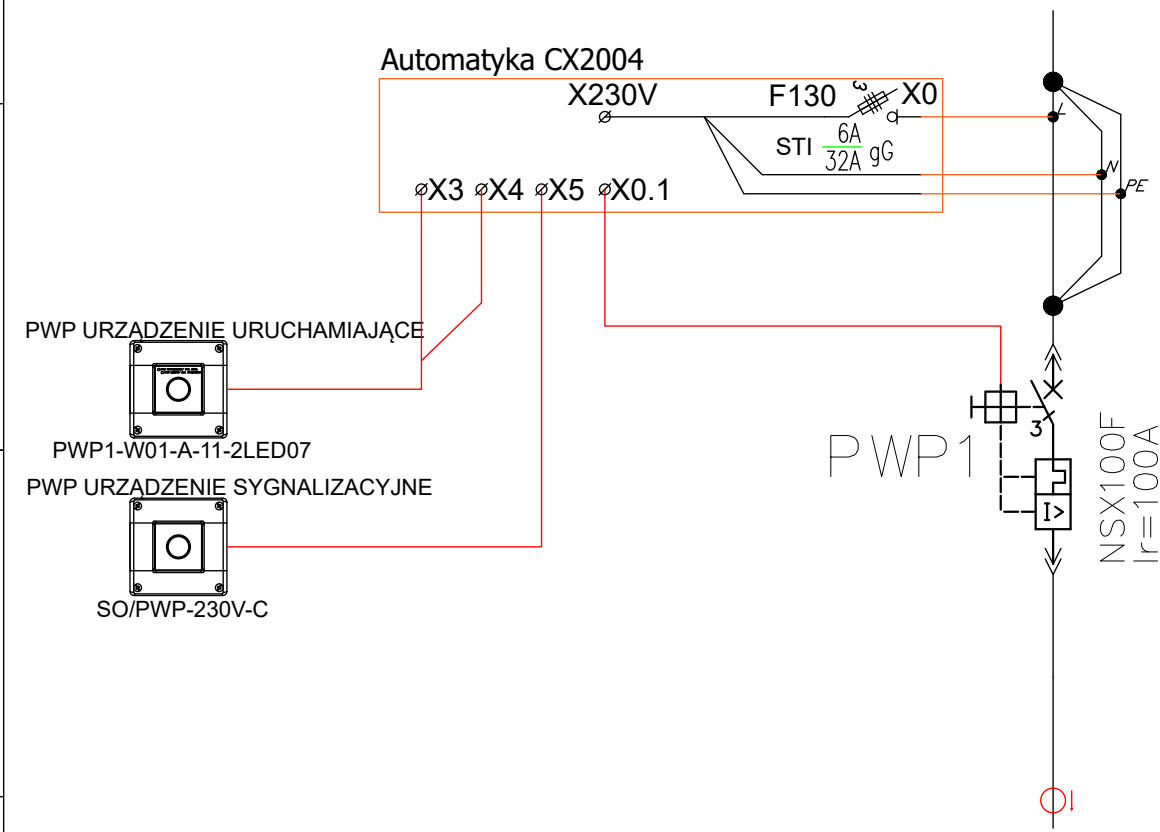 Automatyka CX2004
X230V
F130
X0
STI
6A
32A
gG
L
N
PE
X3
X4
X5
X0.1
PWP URZĄDZENIE URUCHAMIAJĄCE
PWP1-W01-A-11-2LED07
PWP URZĄDZENIE SYGNALIZACYJNE
SO/PWP-230V-C
PWP1
3
I>
NSX100F
Ir=100A